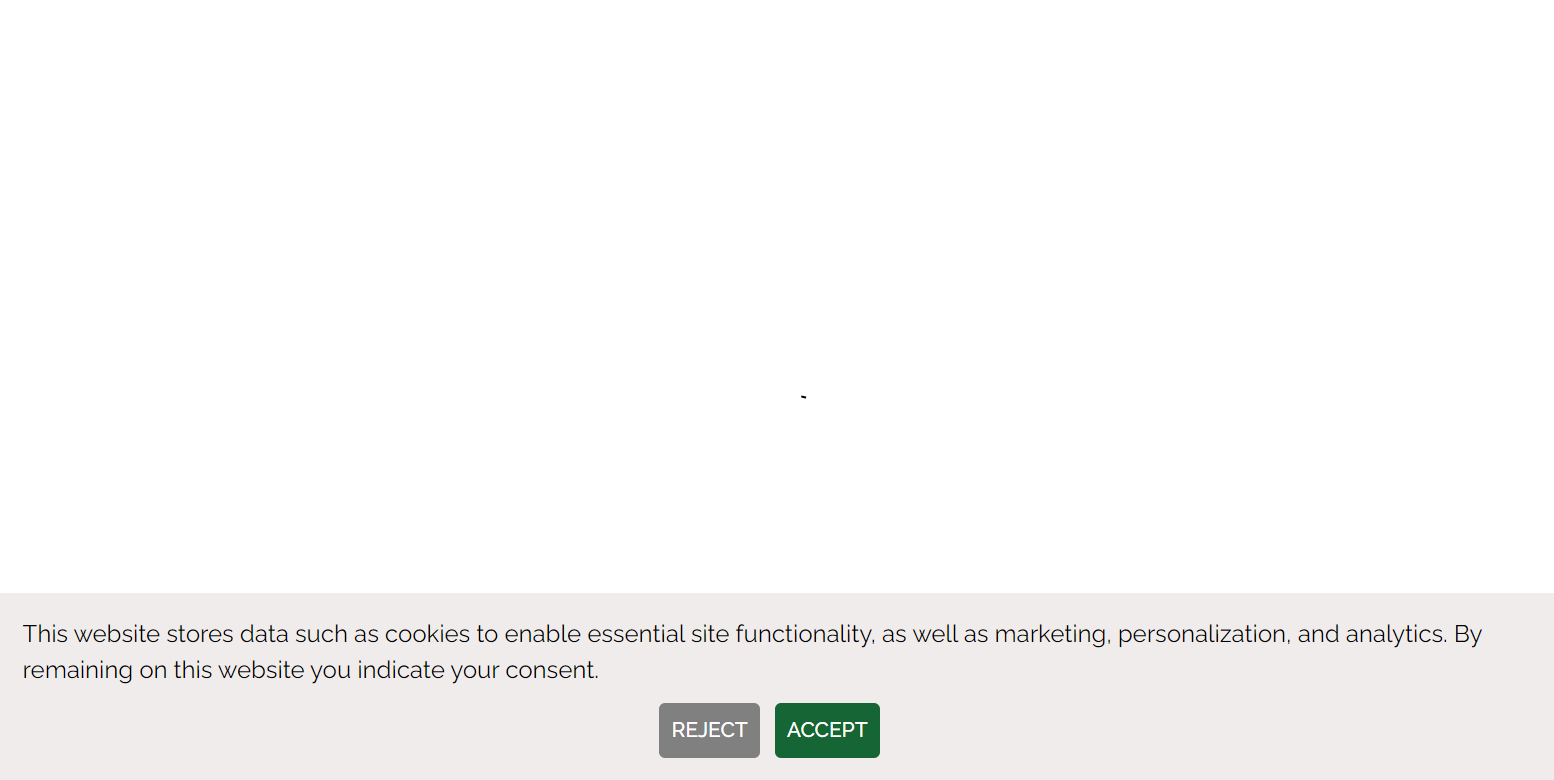 This website stores data such as cookies to enable essential site functionality, as well as marketing, personalization, and analytics. By
remaining on this website you indicate your consent.
REJECT ACCEPT